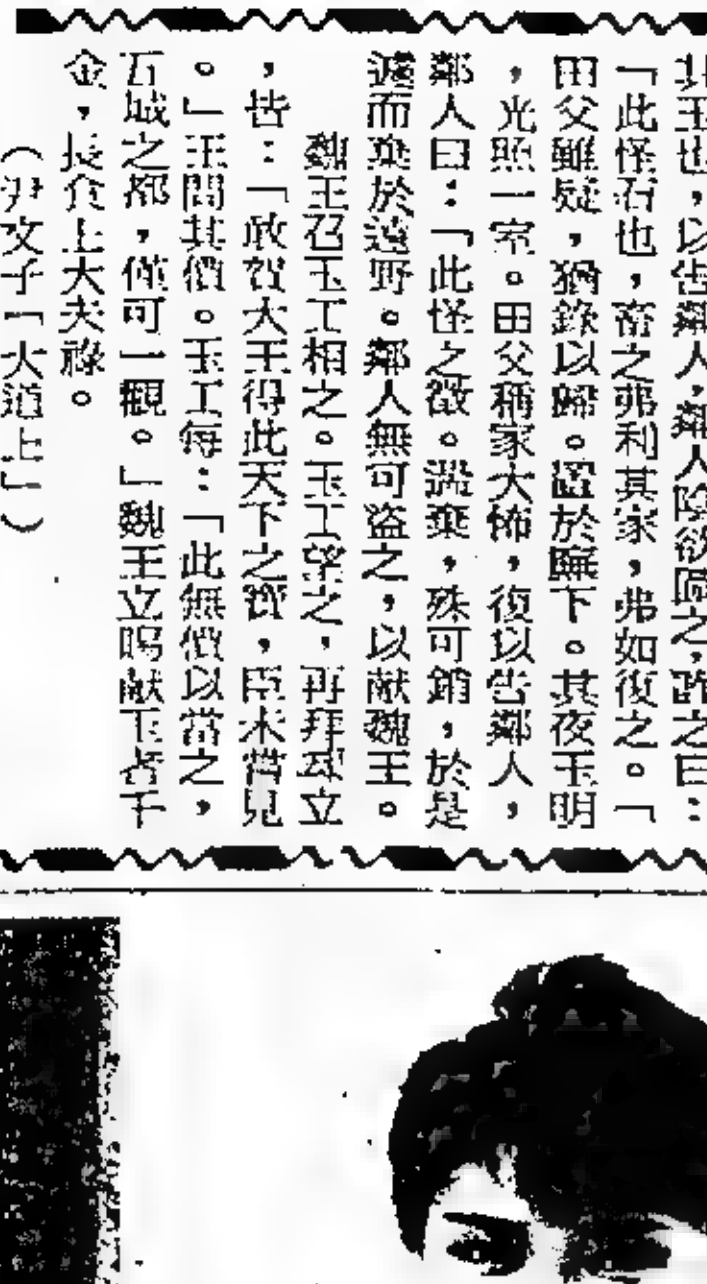 其玉也，以告鄰人，鄰人陰欲圖之，詐之曰：
「此怪石也，畜之弗利其家，弗如復之。「
田父雖疑，猶錄以歸。置於廡下。其夜玉明
，光照一室。田父稱家大怖，復以告鄰人，
鄰人曰：「此怪之徵。遄棄，殃可銷，於是
遽而棄於遠野。鄰人無可盜之，以献魏王。
魏王召玉工相之。玉工望之，再拜却立
，皆：「敢賀大王得此天下之寶，臣未嘗見
。」王問其價。玉工每：「此無價以當之，
五城之都，僅可一觀。」魏王立賜献玉者千
金，長食上大夫祿。
（尹文子「大道上」）